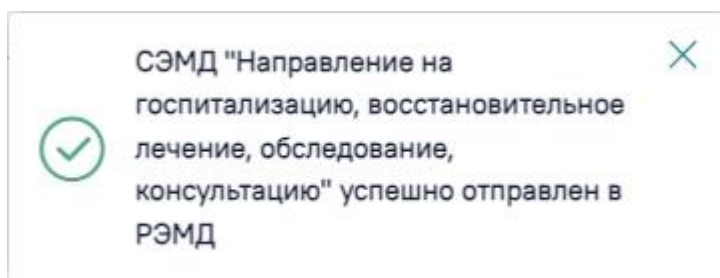 СЭМД "Направление на
госпитализацию, восстановительное
лечение, обследование,
консультацию" успешно отправлен в
РЭМД